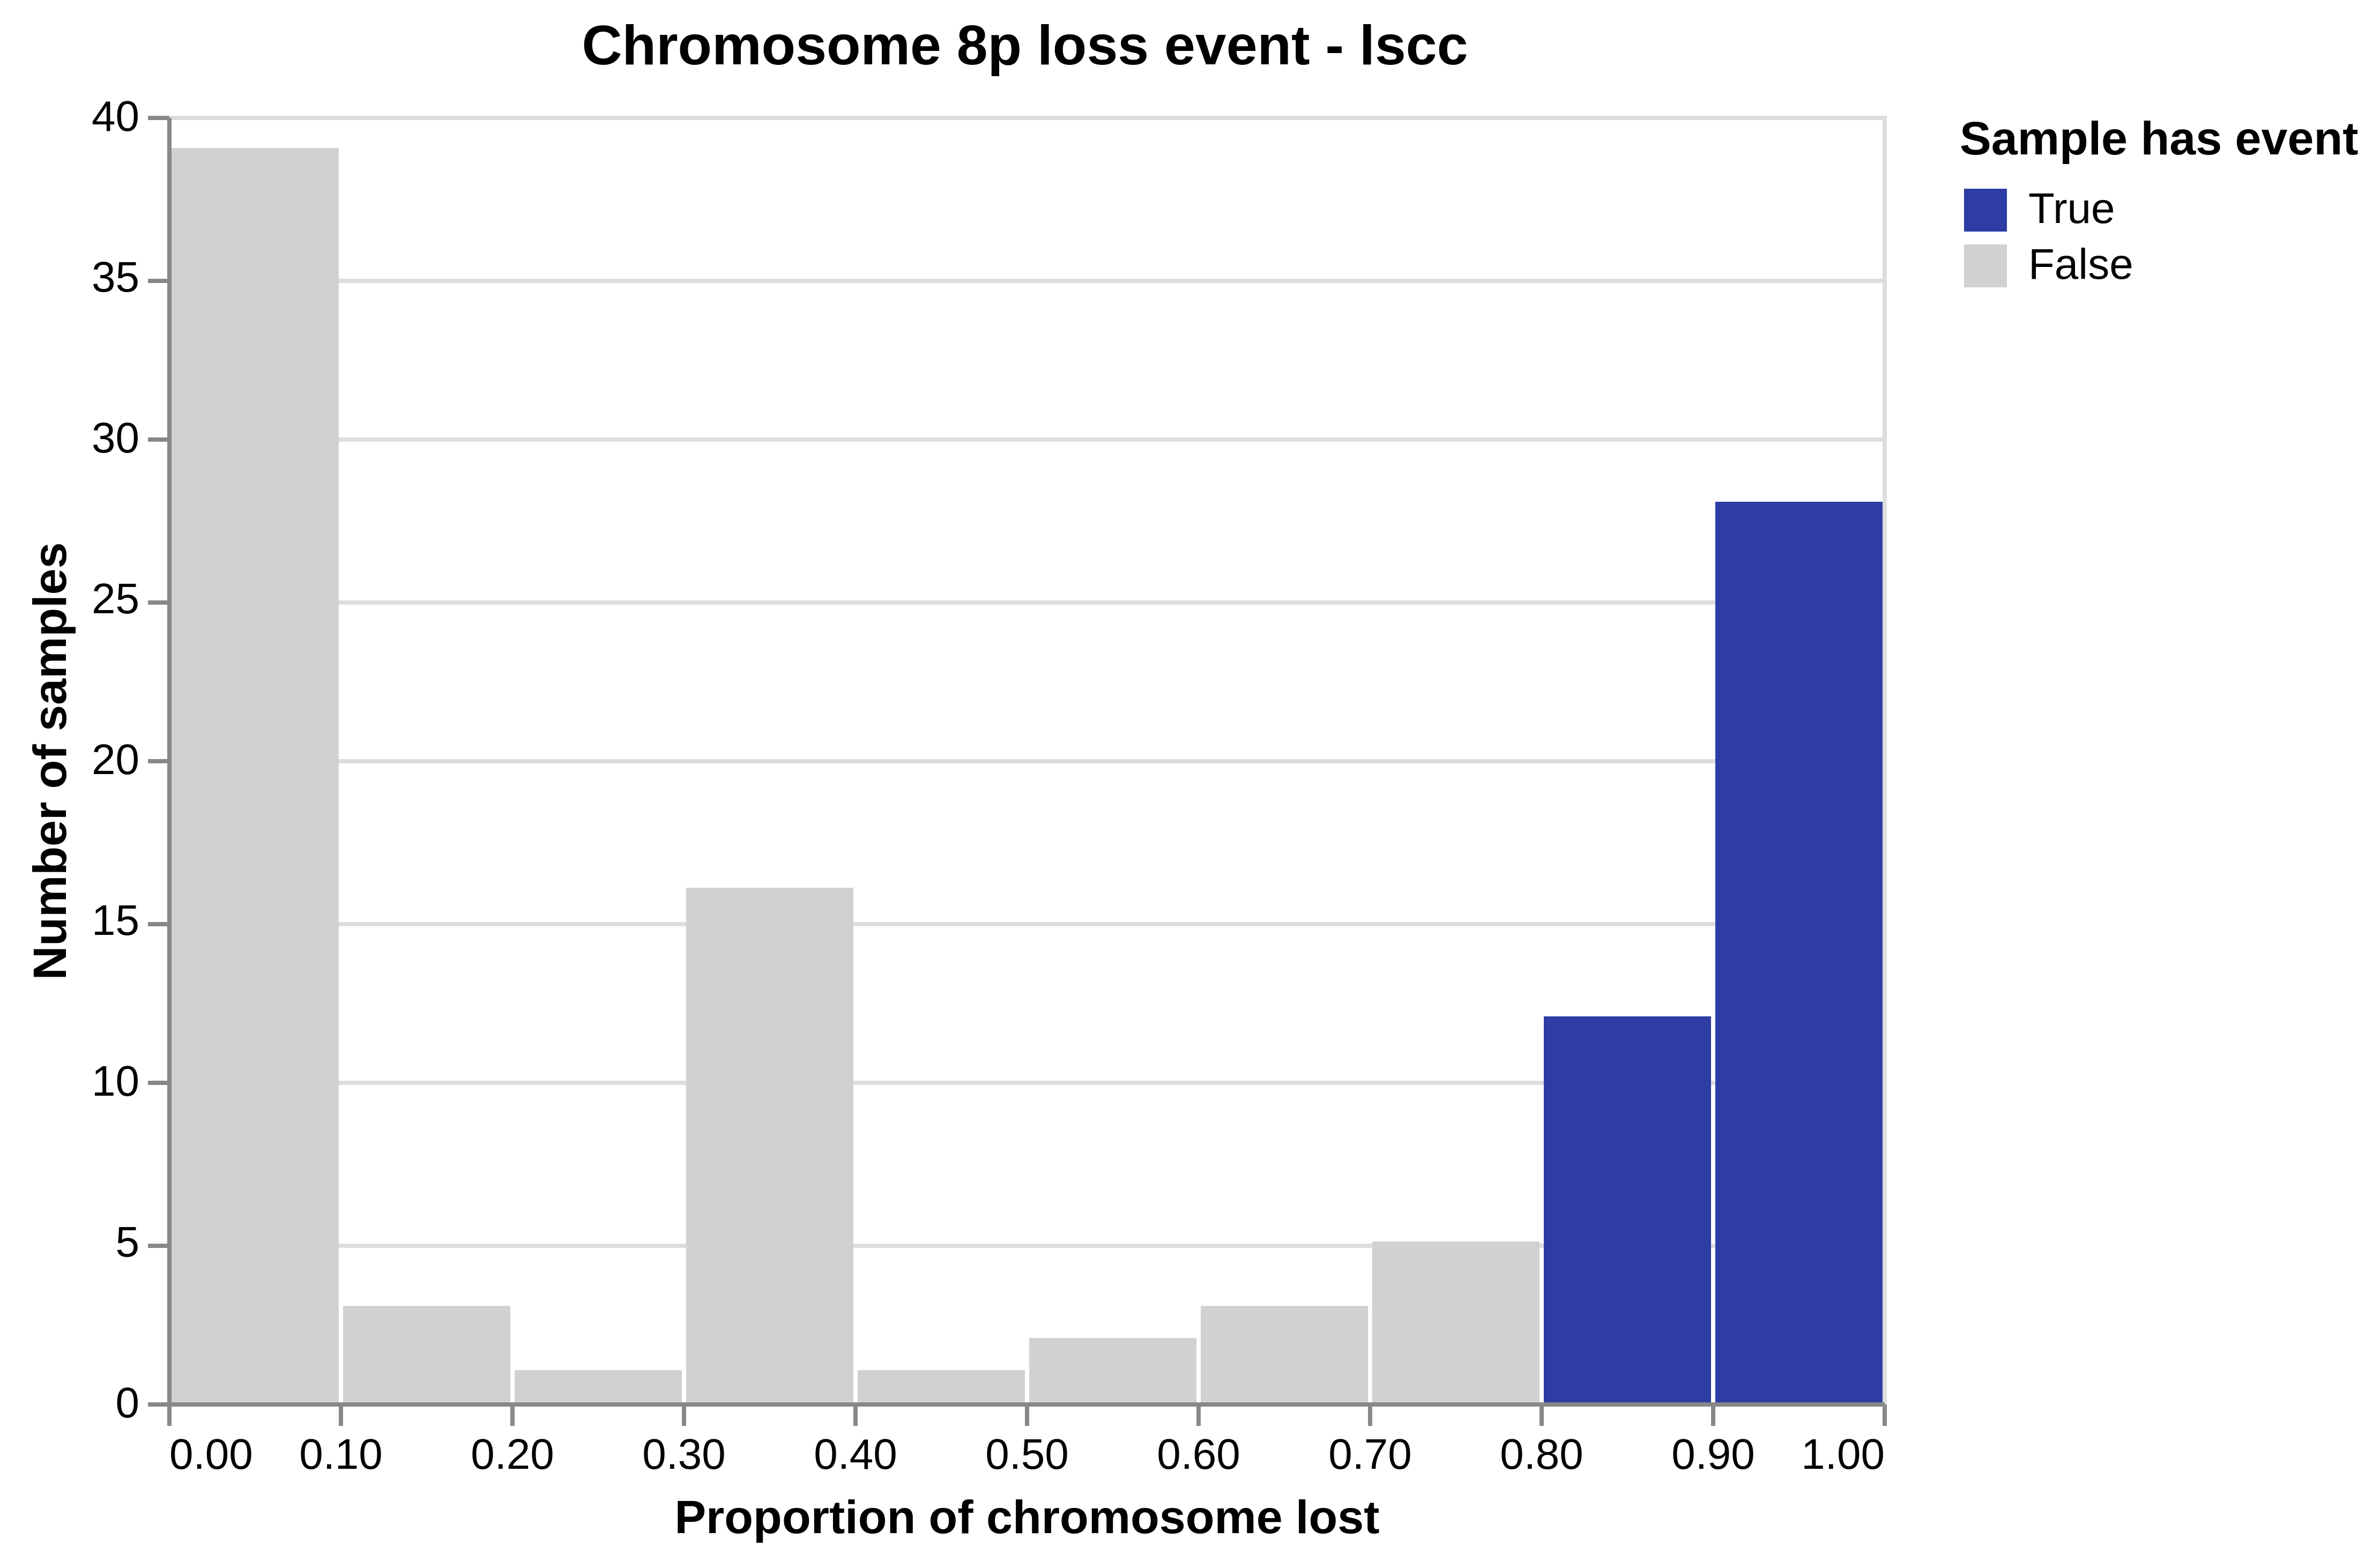 Chromosome 8p loss event - lscc
40
35
30
25
20
15
10
5
0
Number of samples
0.00 0.10 0.20 0.30 0.40 0.50 0.60 0.70 0.80 0.90 1.00
Proportion of chromosome lost
Sample has event
True
False